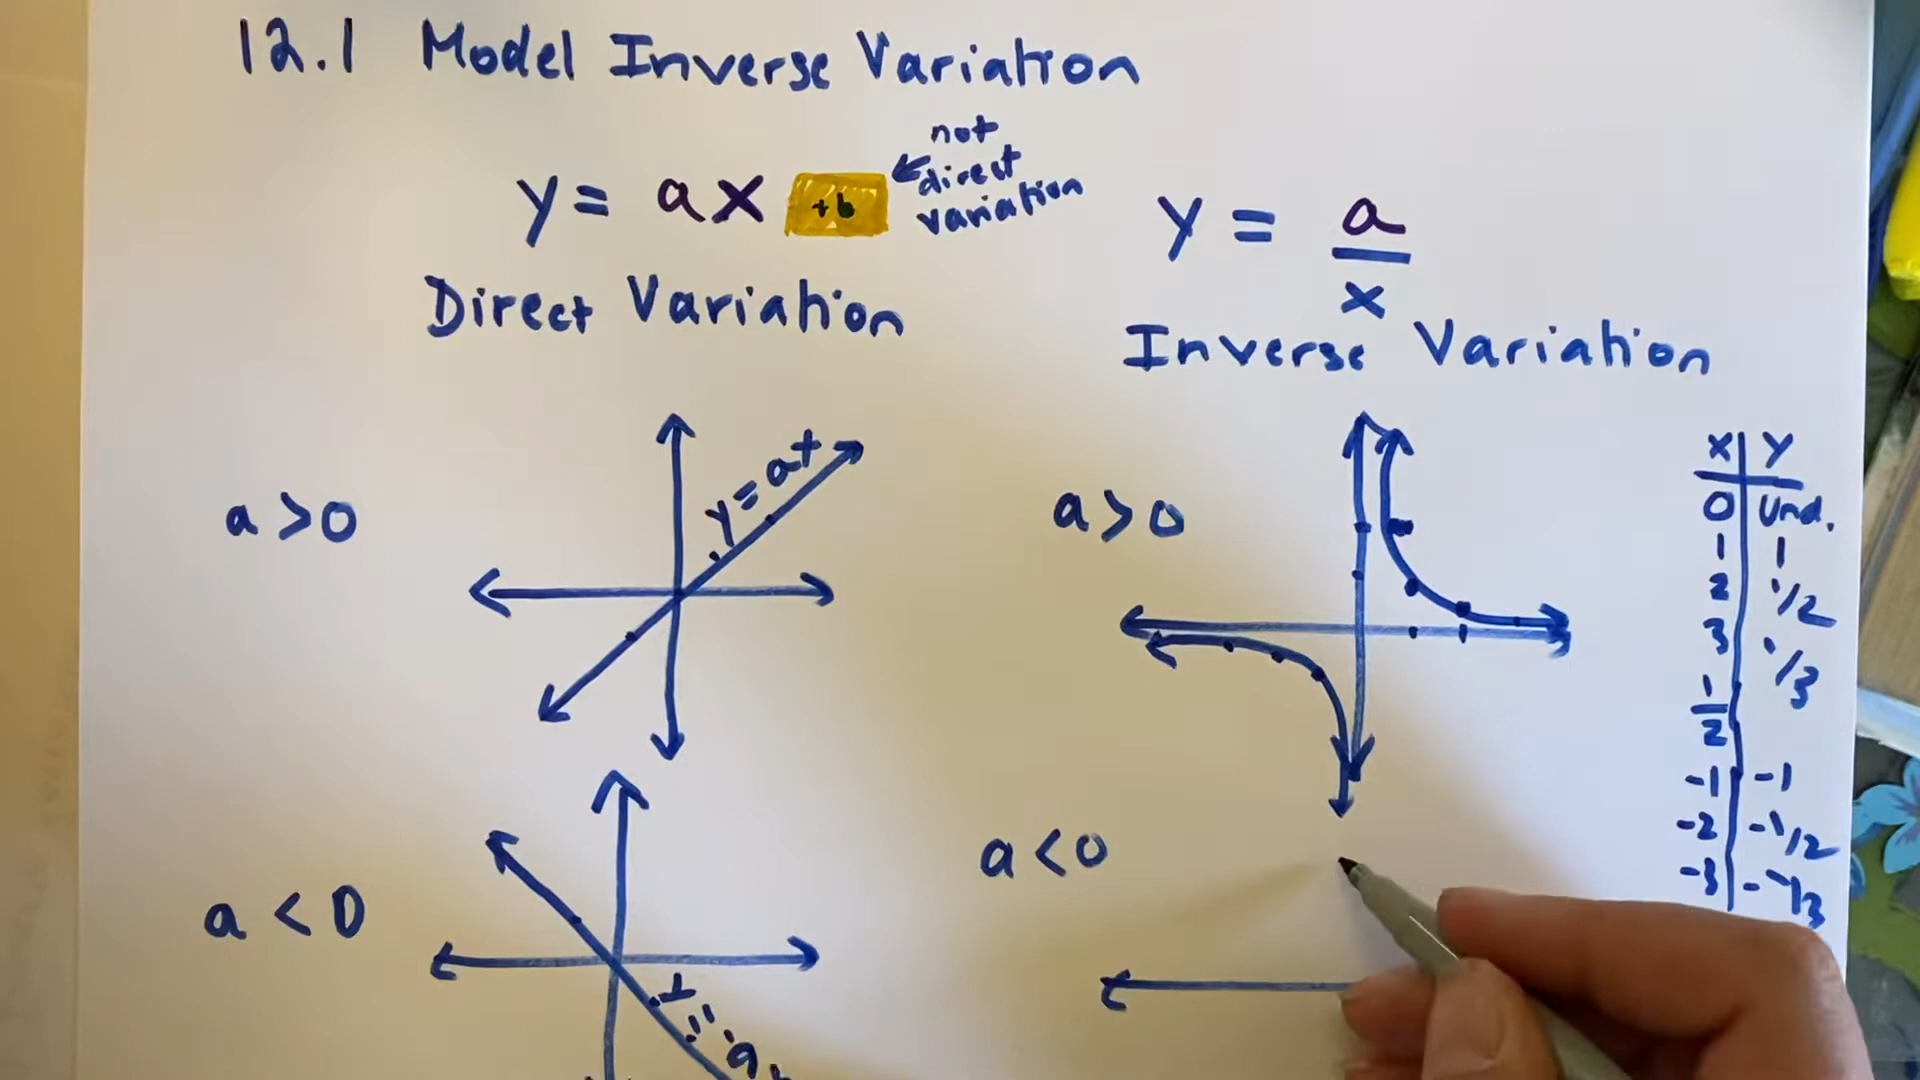 12.1 Model Inverse Variation
y = ax +b
not
direct
variation
Direct Variation
y = a/x
Inverse Variation
a > 0
y = ax
a < 0
a > 0
a < 0
x | y
0 | Und.
1 | 1
2 | 1/2
3 | 1/3
1/2 |
-1 | -1
-2 | -1/2
-3 | -1/3